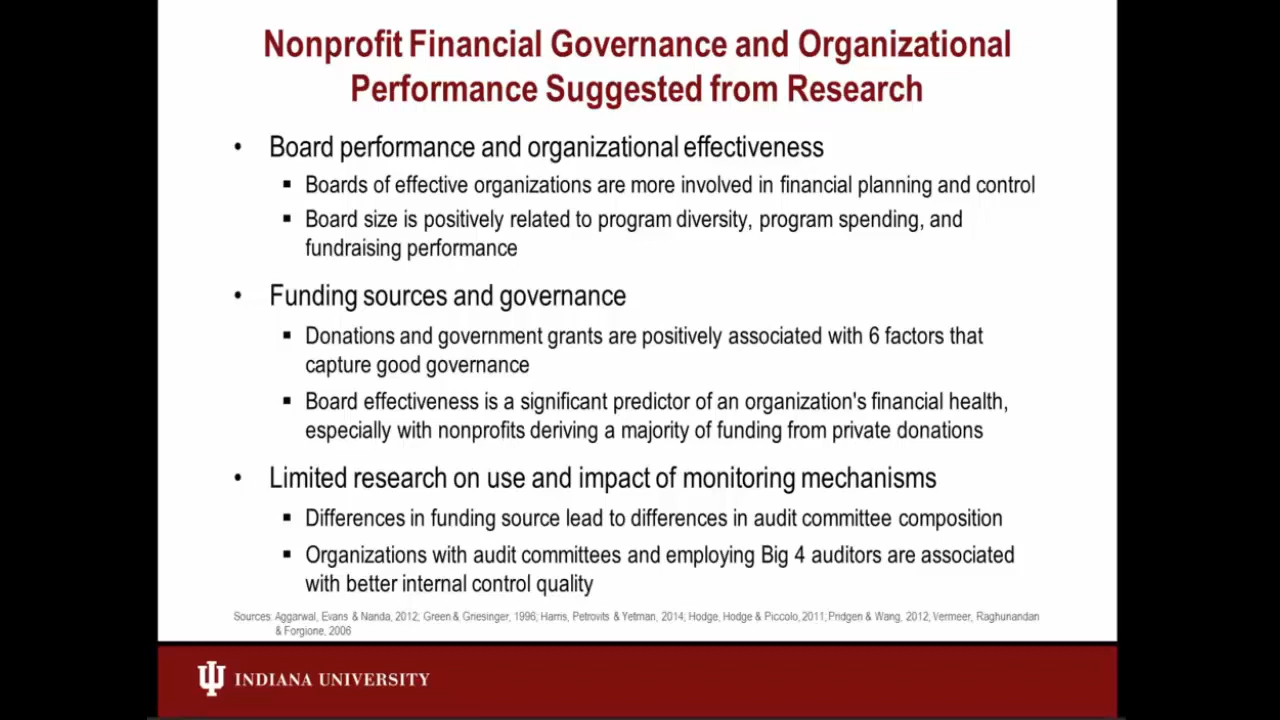 Nonprofit Financial Governance and Organizational
Performance Suggested from Research
• Board performance and organizational effectiveness
▪ Boards of effective organizations are more involved in financial planning and control
▪ Board size is positively related to program diversity, program spending, and
fundraising performance
• Funding sources and governance
▪ Donations and government grants are positively associated with 6 factors that
capture good governance
▪ Board effectiveness is a significant predictor of an organization's financial health,
especially with nonprofits deriving a majority of funding from private donations
• Limited research on use and impact of monitoring mechanisms
▪ Differences in funding source lead to differences in audit committee composition
▪ Organizations with audit committees and employing Big 4 auditors are associated
with better internal control quality
Sources: Aggarwal, Evans & Nanda, 2012; Green & Griesinger, 1996; Harris, Petrovits & Yetman, 2014; Hodge, Hodge & Piccolo, 2011; Pridgen & Wang, 2012; Vermeer, Raghunandan
& Forgione, 2006
INDIANA UNIVERSITY